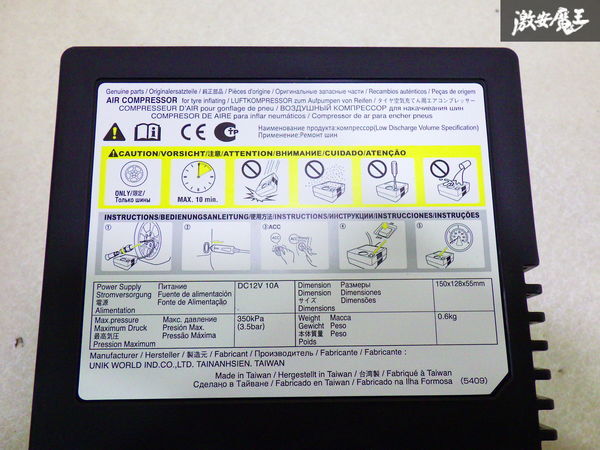 激安魔王
Genuine parts / Originalersatzteile / 純正部品 / Pièces d'origine / Оригинальные запасные части / Recambios auténticos / Peças de origem
AIR COMPRESSOR for tyre inflating / LUFTKOMPRESSOR zum Aufpumpen von Reifen / タイヤ空気充てん用エアコンプレッサー
COMPRESSEUR D'AIR pour gonflage de pneu / ВОЗДУШНЫЙ КОМПРЕССОР для накачивания шин
COMPRESOR DE AIRE para inflar neumáticos / Compressor de ar para encher pneus
Наименование продукта:компрессор(Low Discharge Volume Specification)
Применение:Ремонт шин
CAUTION/VORSICHT/注意/ATTENTION/ВНИМАНИЕ/CUIDADO/ATENÇÃO
ONLY/限定/
Только шины
MAX. 10 min.
INSTRUCTIONS/BEDIENUNGSANLEITUNG/使用方法/INSTRUCTIONS/ИНСТРУКЦИИ/INSTRUCCIONES/INSTRUÇÕES
① ② ③ACC ④ ⑤
Power Supply Питание DC12V 10A Dimension Размеры 150x128x55mm
Stromversorgung Fuente de alimentación Dimension Dimensiones
電源 Fonte de Alimentação サイズ Dimensões
Alimentation Dimensions
Max.pressure Макс. давление 350kPa Weight Масса 0.6kg
Maximum Druck Presión Max. (3.5bar) Gewicht Peso
最高気圧 Pressão Máxima 本体質量 Peso
Pression Maximum Poids
Manufacturer / Hersteller / 製造元 / Fabricant / Производитель / Fabricante / Fabricante :
UNIK WORLD IND.CO., LTD. TAINANHSIEN. TAIWAN
Made in Taiwan / Hergestellt in Taiwan / 台湾製 / Fabriqué à Taiwan
Сделано в Тайване / Fabricado en Taiwan / Fabricado na Ilha Formosa (5409)